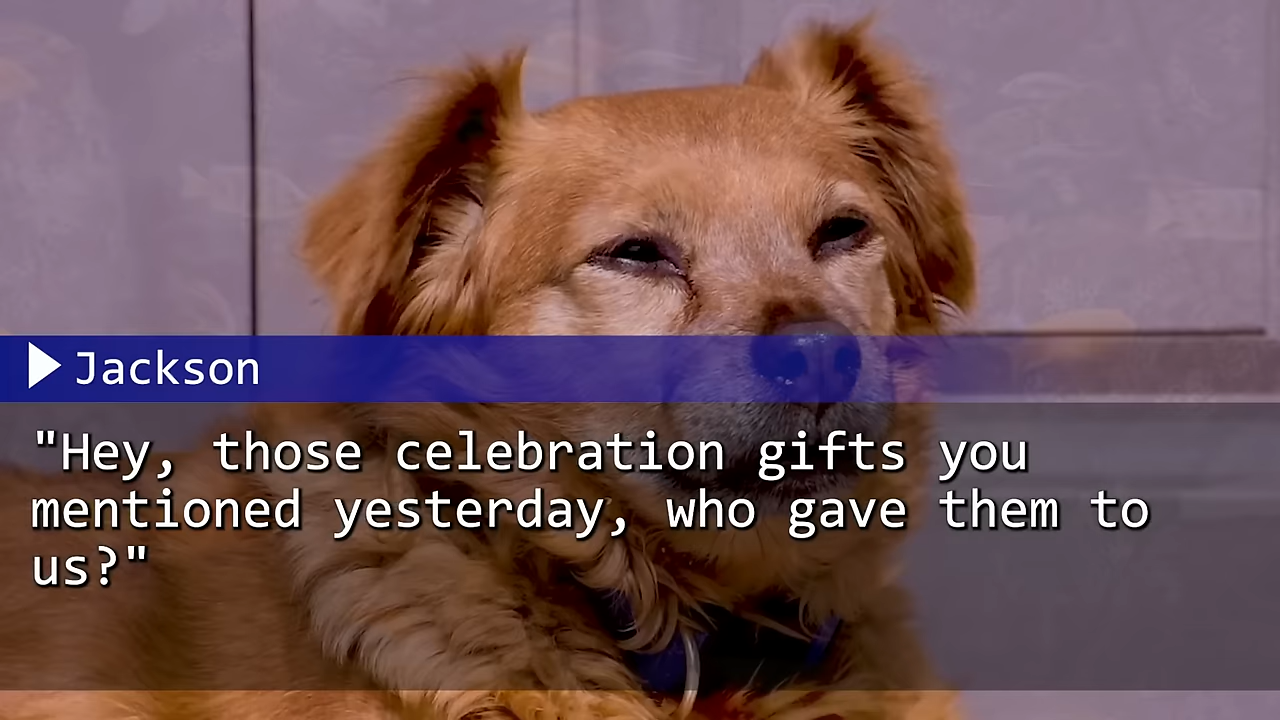 Jackson
"Hey, those celebration gifts you
mentioned yesterday, who gave them to
us?"